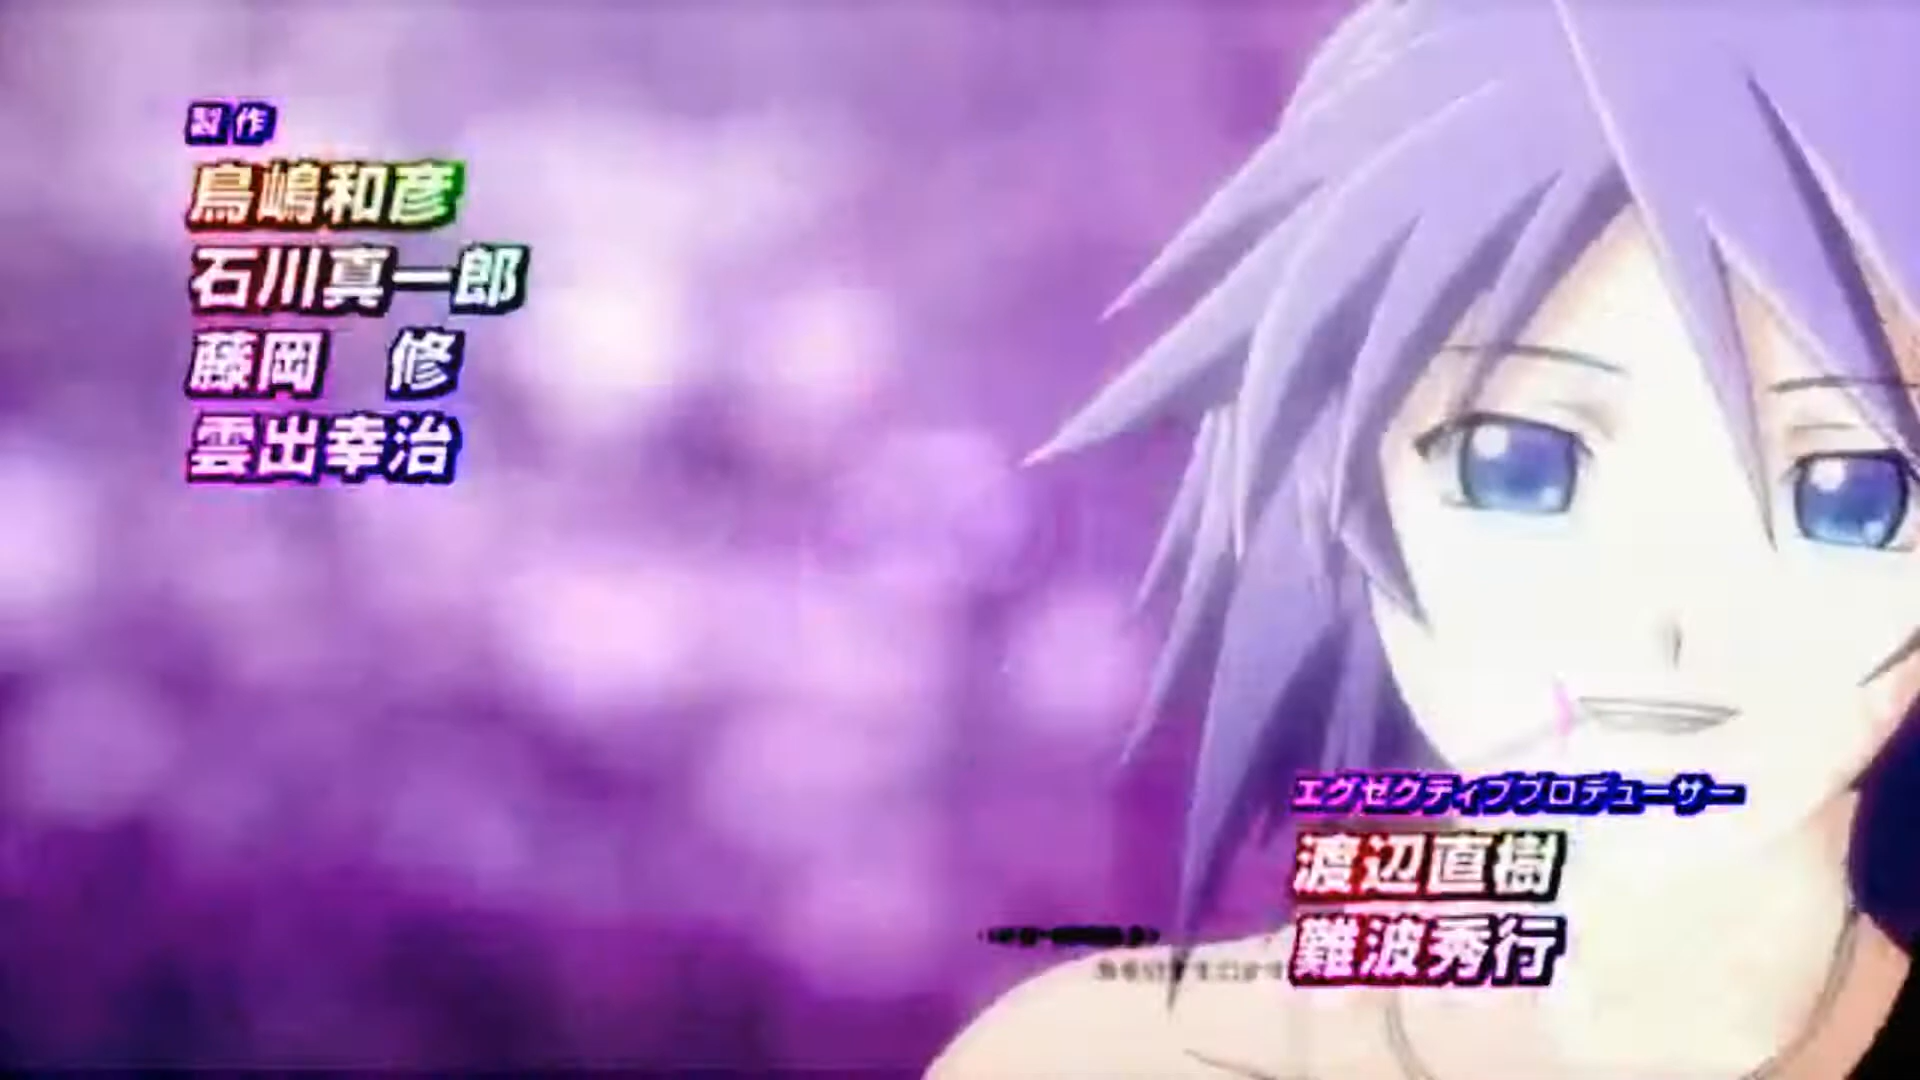 製作
鳥嶋和彦
石川真一郎
藤岡　修
雲出幸治
エグゼクティブプロデューサー
渡辺直樹
難波秀行